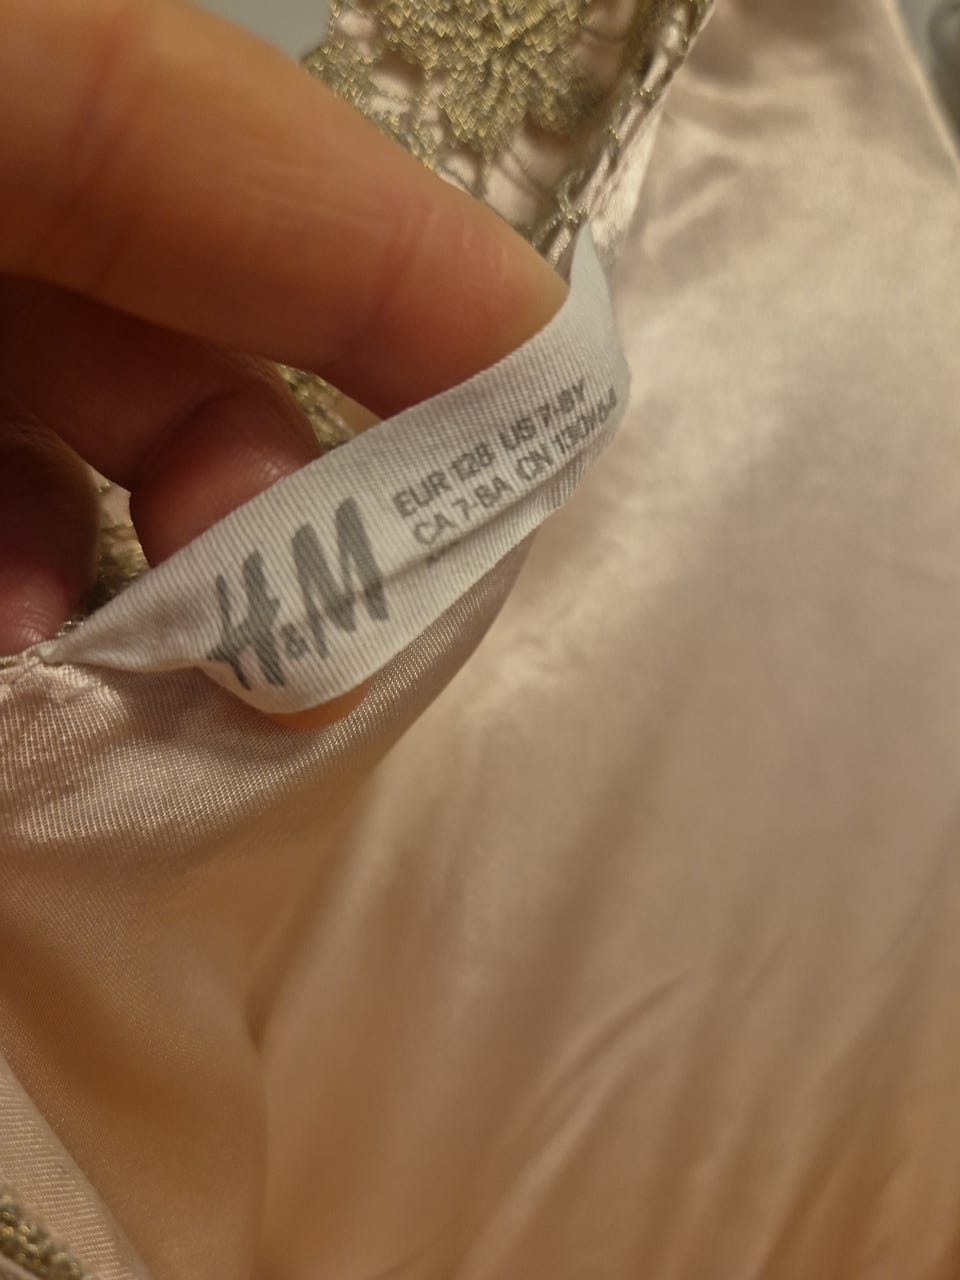 H&M
EUR 128 US 7-8Y
CA 7-8A CN 130/64